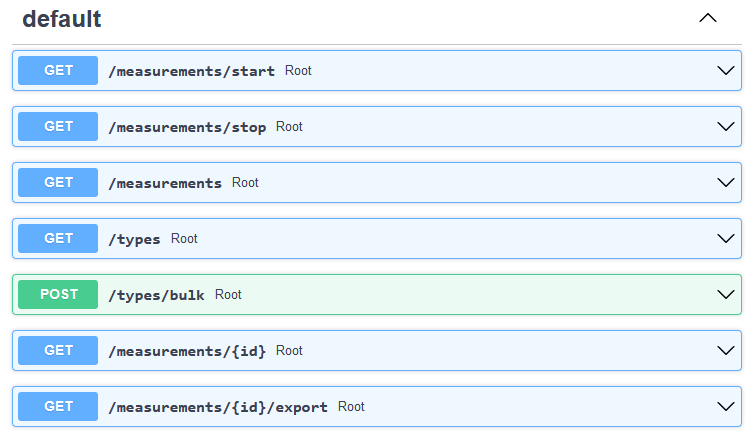 default
GET /measurements/start Root
GET /measurements/stop Root
GET /measurements Root
GET /types Root
POST /types/bulk Root
GET /measurements/{id} Root
GET /measurements/{id}/export Root